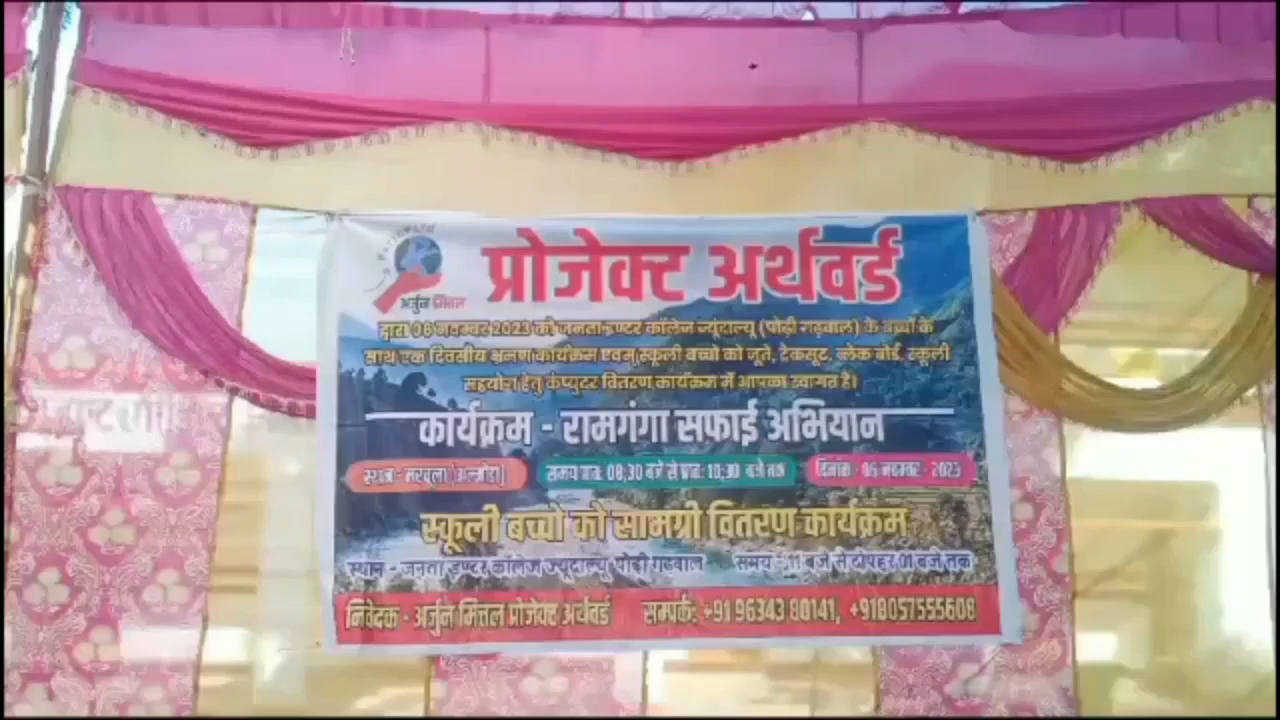 अर्जुन मित्तल
प्रोजेक्ट अर्थवर्ड
द्वारा 06 नवम्बर 2023 को जनता इण्टर कॉलेज ज्यूदाल्यू (पौड़ी गढ़वाल) के बच्चों के
साथ एक दिवसीय भ्रमण कार्यक्रम एवम् स्कूली बच्चों को जूते, ट्रेकसूट, ब्लेक बोर्ड, स्कूली
सहयोग हेतु कंप्युटर वितरण कार्यक्रम में आपका स्वागत है।
कार्यक्रम - रामगंगा सफाई अभियान
स्थान - मरचूला (अल्मोड़ा)
समय प्रातः 08,30 बजे से प्रातः 10:30 बजे तक
दिनांक - 06 नवम्बर - 2023
स्कूली बच्चों को सामग्री वितरण कार्यक्रम
स्थान - जनता इण्टर कॉलेज ज्यूदाल्यू पौड़ी गढ़वाल
समय - 11 बजे से दोपहर 01 बजे तक
निवेदक - अर्जुन मित्तल प्रोजेक्ट अर्थवर्ड
सम्पर्क: +91 96343 80141, +918057555608